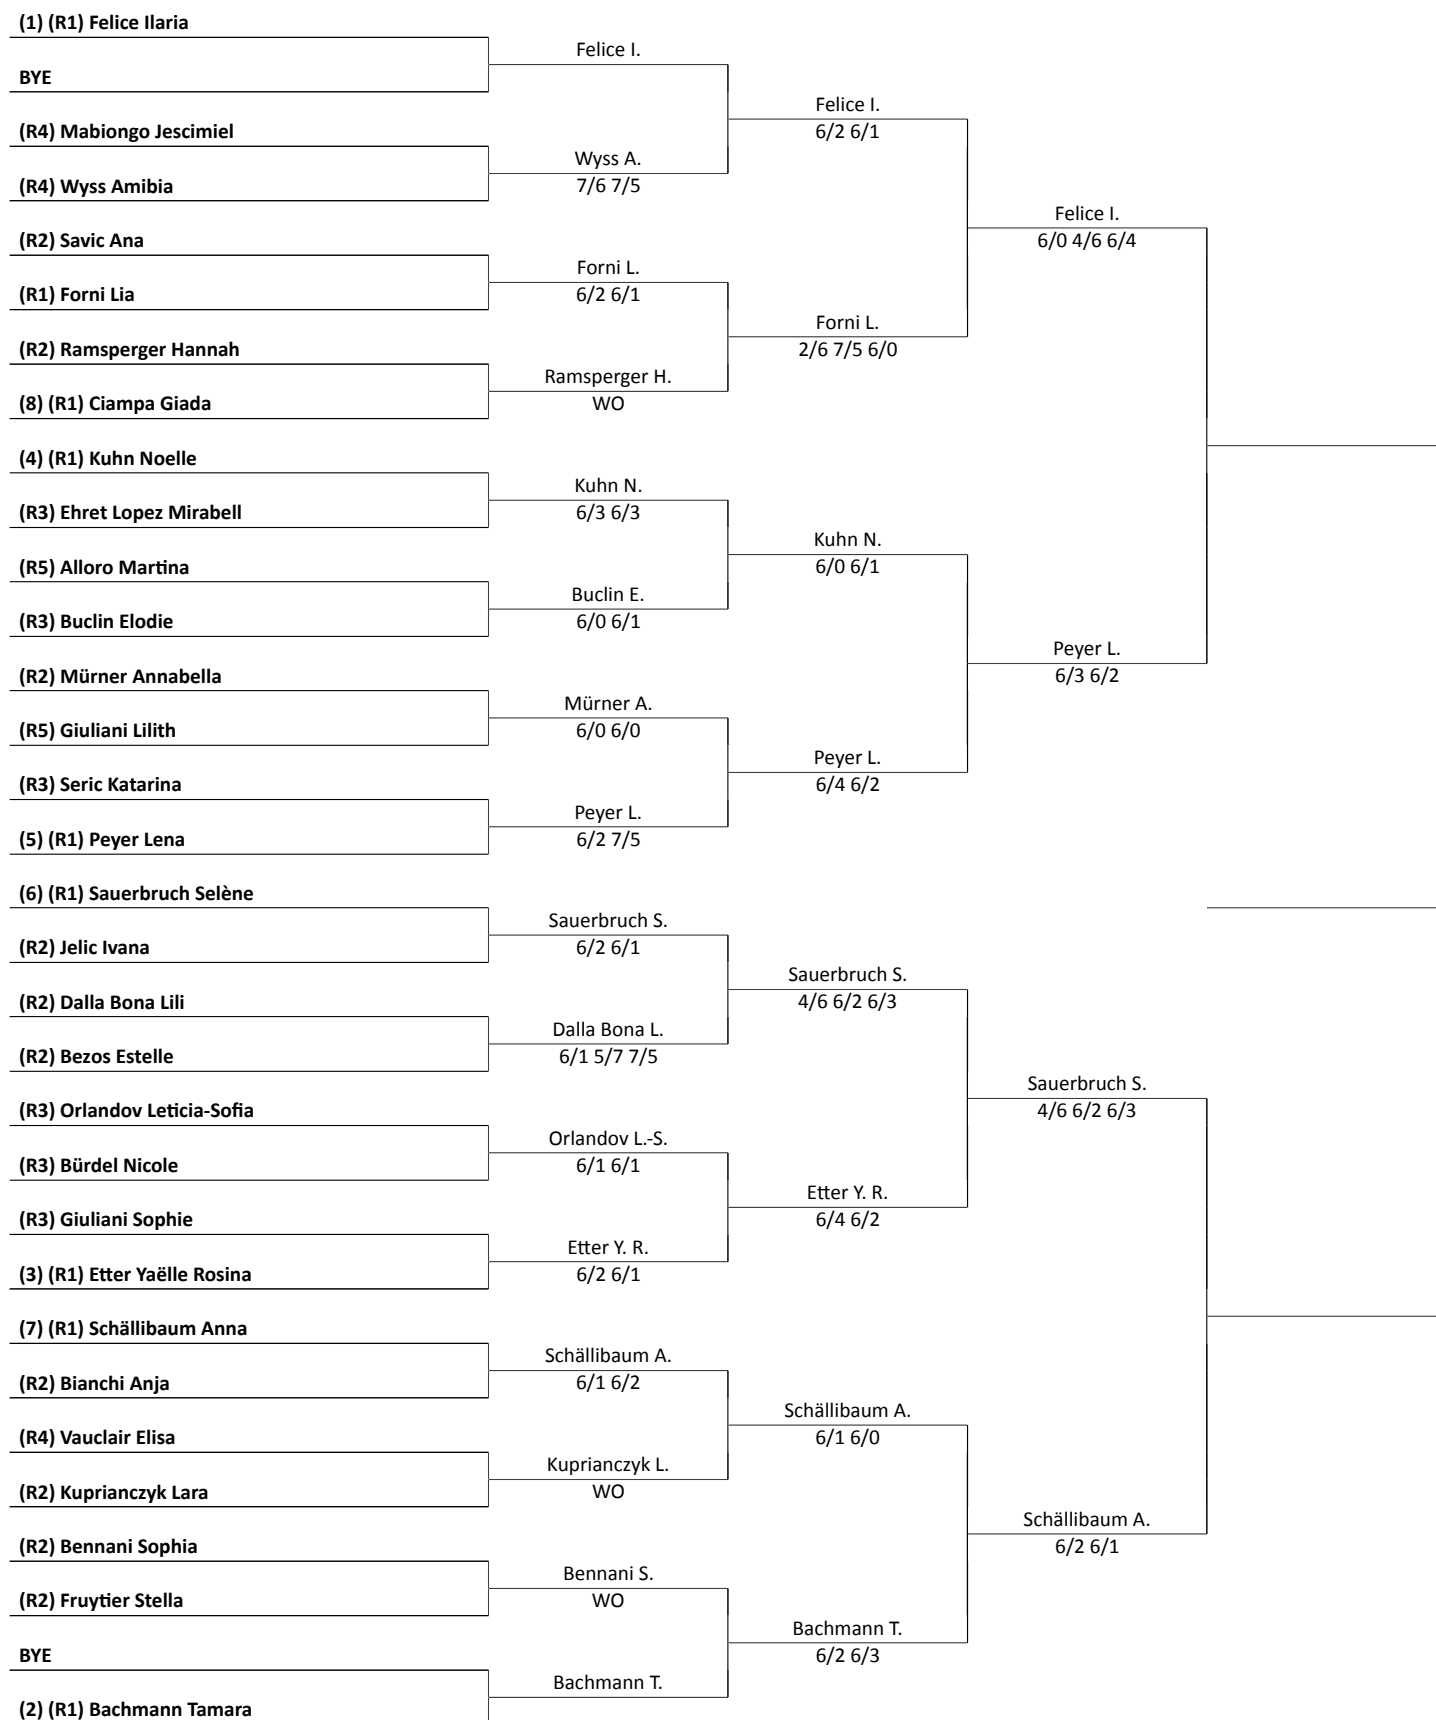 (1) (R1) Felice Ilaria
BYE
(R4) Mabiongo Jescimiel
(R4) Wyss Amibia
(R2) Savic Ana
(R1) Forni Lia
(R2) Ramsperger Hannah
(8) (R1) Ciampa Giada
(4) (R1) Kuhn Noelle
(R3) Ehret Lopez Mirabell
(R5) Alloro Martina
(R3) Buclin Elodie
(R2) Mürner Annabella
(R5) Giuliani Lilith
(R3) Seric Katarina
(5) (R1) Peyer Lena
(6) (R1) Sauerbruch Selène
(R2) Jelic Ivana
(R2) Dalla Bona Lili
(R2) Bezos Estelle
(R3) Orlandov Leticia-Sofia
(R3) Bürdel Nicole
(R3) Giuliani Sophie
(3) (R1) Etter Yaëlle Rosina
(7) (R1) Schällibaum Anna
(R2) Bianchi Anja
(R4) Vauclair Elisa
(R2) Kuprianczyk Lara
(R2) Bennani Sophia
(R2) Fruytier Stella
BYE
(2) (R1) Bachmann Tamara
Felice I.
Wyss A.
7/6 7/5
Forni L.
6/2 6/1
Ramsperger H.
WO
Kuhn N.
6/3 6/3
Buclin E.
6/0 6/1
Mürner A.
6/0 6/0
Peyer L.
6/2 7/5
Sauerbruch S.
6/2 6/1
Dalla Bona L.
6/1 5/7 7/5
Orlandov L.-S.
6/1 6/1
Etter Y. R.
6/2 6/1
Schällibaum A.
6/1 6/2
Kuprianczyk L.
WO
Bennani S.
WO
Bachmann T.
Felice I.
6/2 6/1
Forni L.
2/6 7/5 6/0
Kuhn N.
6/0 6/1
Peyer L.
6/4 6/2
Sauerbruch S.
4/6 6/2 6/3
Etter Y. R.
6/4 6/2
Schällibaum A.
6/1 6/0
Bachmann T.
6/2 6/3
Felice I.
6/0 4/6 6/4
Peyer L.
6/3 6/2
Sauerbruch S.
4/6 6/2 6/3
Schällibaum A.
6/2 6/1